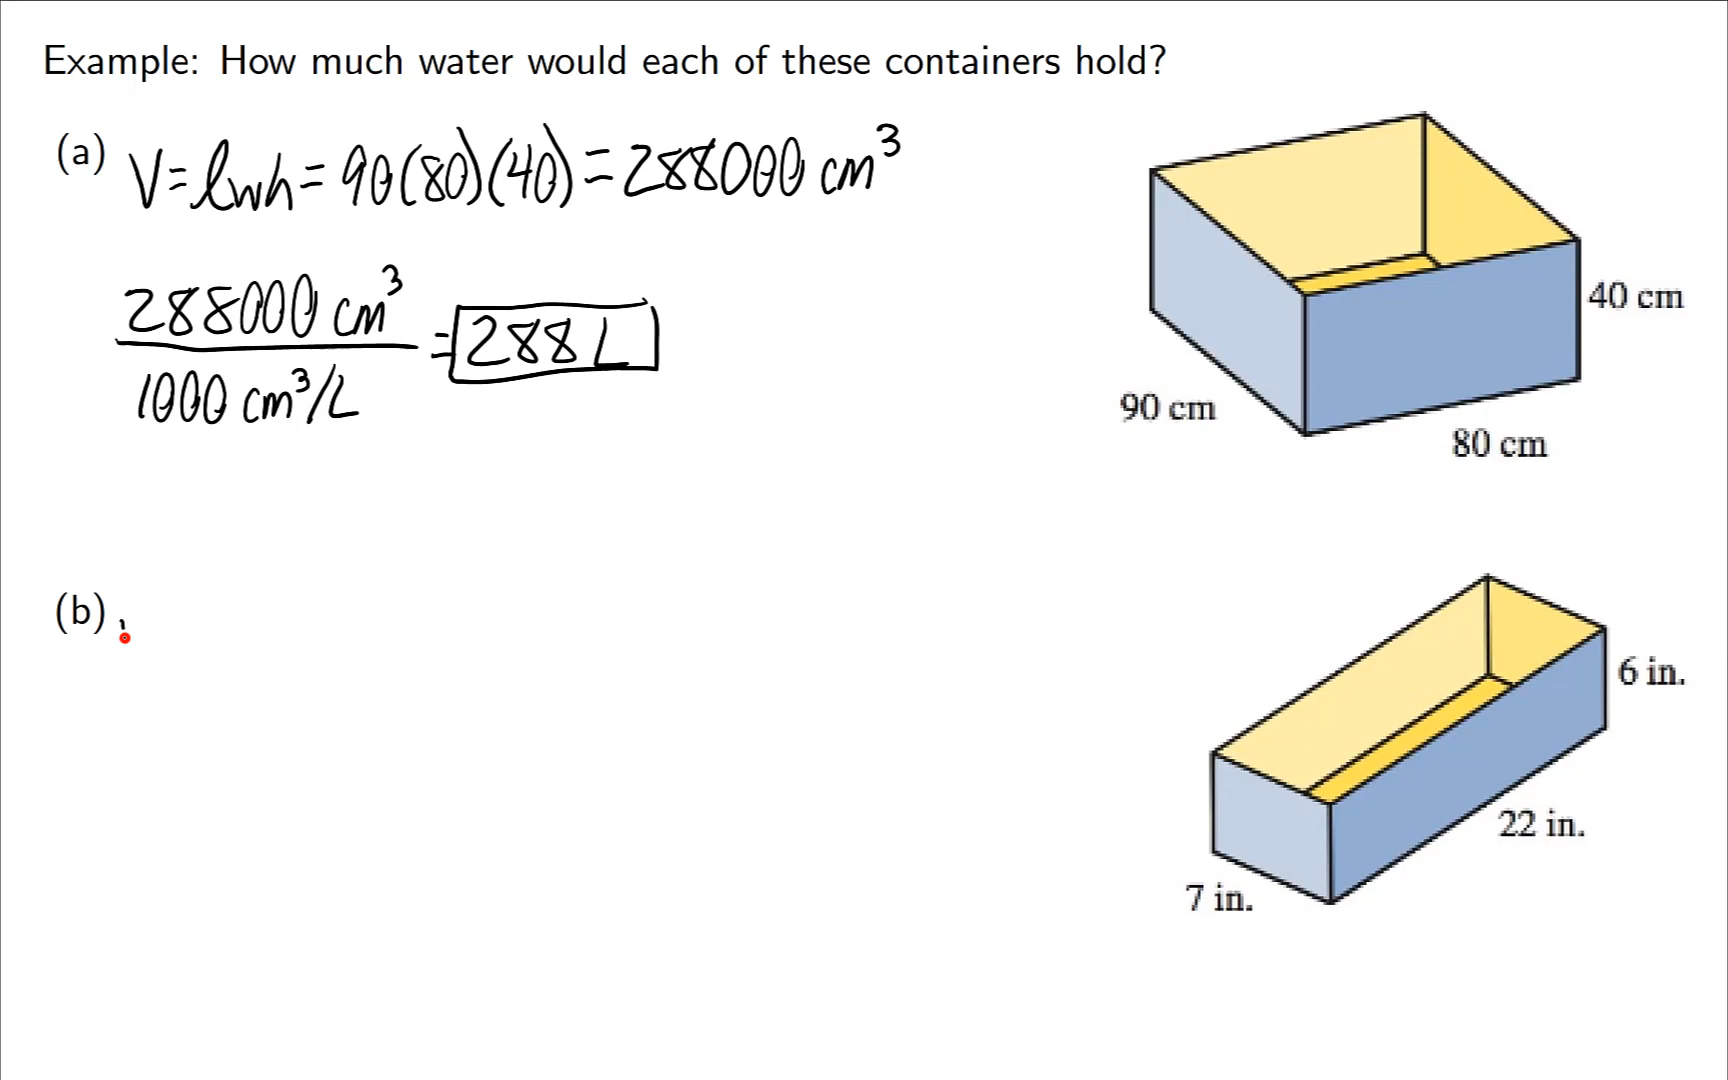 Example: How much water would each of these containers hold?
(a) V = lwh = 90(80)(40) = 288000 cm³
288000 cm³
1000 cm³/L
= 288 L
40 cm
90 cm
80 cm
(b)
6 in.
22 in.
7 in.